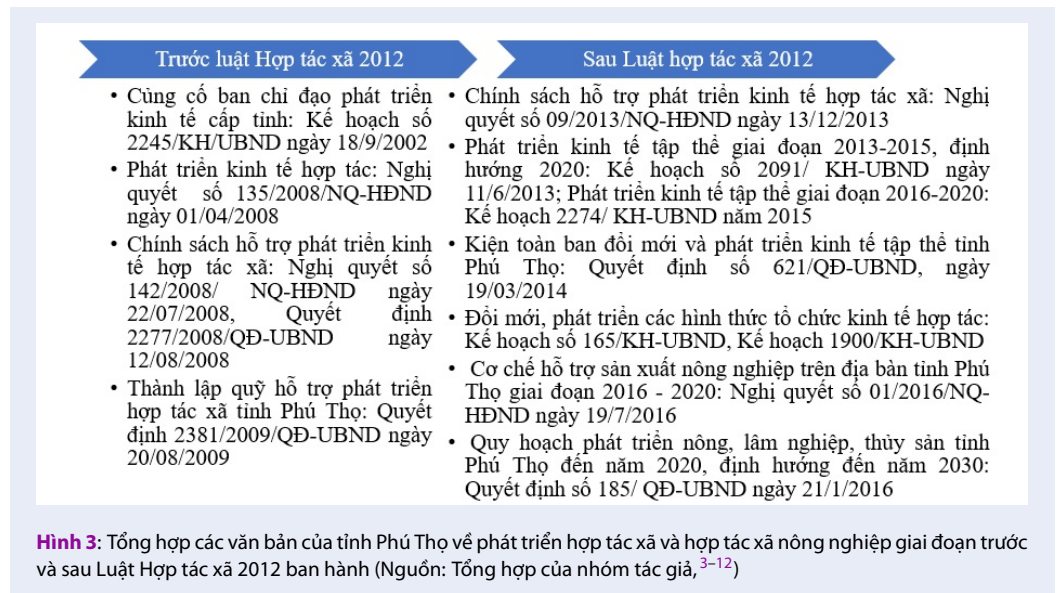 Trước luật Hợp tác xã 2012
• Củng cố ban chỉ đạo phát triển
kinh tế cấp tỉnh: Kế hoạch số
2245/KH/UBND ngày 18/9/2002
• Phát triển kinh tế hợp tác: Nghị
quyết số 135/2008/NQ-HĐND
ngày 01/04/2008
• Chính sách hỗ trợ phát triển kinh
tế hợp tác xã: Nghị quyết số
142/2008/ NQ-HĐND ngày
22/07/2008, Quyết định
2277/2008/QĐ-UBND ngày
12/08/2008
• Thành lập quỹ hỗ trợ phát triển
hợp tác xã tỉnh Phú Thọ: Quyết
định 2381/2009/QĐ-UBND ngày
20/08/2009
Sau Luật hợp tác xã 2012
• Chính sách hỗ trợ phát triển kinh tế hợp tác xã: Nghị
quyết số 09/2013/NQ-HĐND ngày 13/12/2013
• Phát triển kinh tế tập thể giai đoạn 2013-2015, định
hướng 2020: Kế hoạch số 2091/ KH-UBND ngày
11/6/2013; Phát triển kinh tế tập thể giai đoạn 2016-2020:
Kế hoạch 2274/ KH-UBND năm 2015
• Kiện toàn ban đổi mới và phát triển kinh tế tập thể tỉnh
Phú Thọ: Quyết định số 621/QĐ-UBND, ngày
19/03/2014
• Đổi mới, phát triển các hình thức tổ chức kinh tế hợp tác:
Kế hoạch số 165/KH-UBND, Kế hoạch 1900/KH-UBND
• Cơ chế hỗ trợ sản xuất nông nghiệp trên địa bàn tỉnh Phú
Thọ giai đoạn 2016 - 2020: Nghị quyết số 01/2016/NQ-
HĐND ngày 19/7/2016
• Quy hoạch phát triển nông, lâm nghiệp, thủy sản tỉnh
Phú Thọ đến năm 2020, định hướng đến năm 2030:
Quyết định số 185/ QĐ-UBND ngày 21/1/2016
Hình 3: Tổng hợp các văn bản của tỉnh Phú Thọ về phát triển hợp tác xã và hợp tác xã nông nghiệp giai đoạn trước
và sau Luật Hợp tác xã 2012 ban hành (Nguồn: Tổng hợp của nhóm tác giả, 3–12)